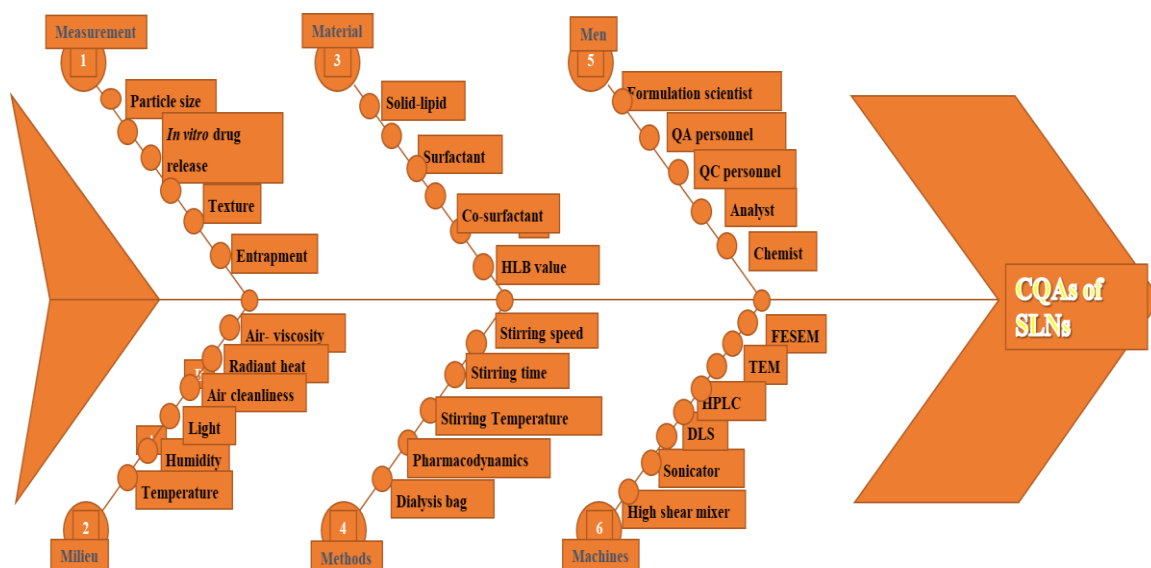 Measurement
1
Particle size
In vitro drug
release
Texture
Entrapment
Material
3
Solid-lipid
Surfactant
Co-surfactant
HLB value
Men
5
Formulation scientist
QA personnel
QC personnel
Analyst
Chemist
CQAs of
SLNs
Air- viscosity
Radiant heat
Air cleanliness
Light
Humidity
Temperature
2
Milieu
Stirring speed
Stirring time
Stirring Temperature
Pharmacodynamics
Dialysis bag
4
Methods
FESEM
TEM
HPLC
DLS
Sonicator
High shear mixer
6
Machines